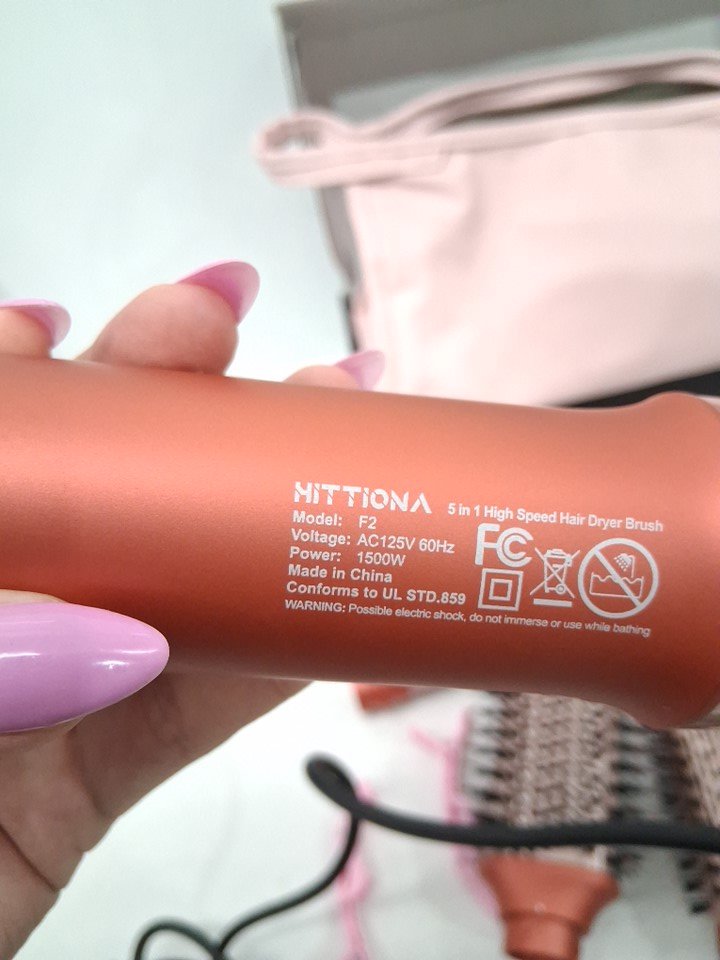 HITTIONA 5 in 1 High Speed Hair Dryer Brush
Model: F2
Voltage: AC125V 60Hz
Power: 1500W
Made in China
Conforms to UL STD.859
WARNING: Possible electric shock, do not immerse or use while bathing
FC